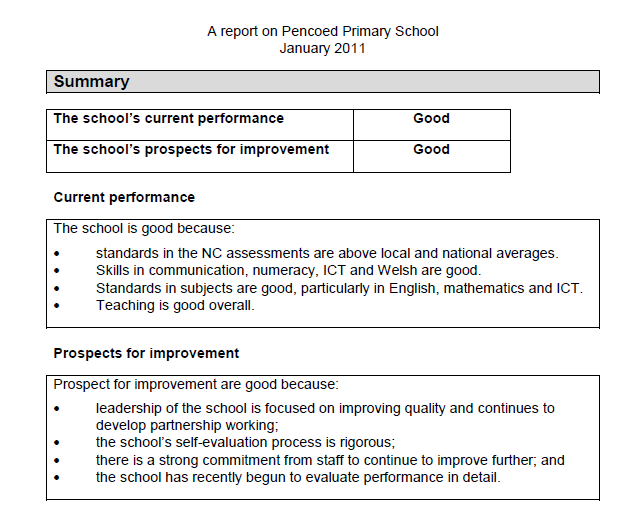 A report on Pencoed Primary School
January 2011
Summary
The school's current performance Good
The school's prospects for improvement Good
Current performance
The school is good because:
• standards in the NC assessments are above local and national averages.
• Skills in communication, numeracy, ICT and Welsh are good.
• Standards in subjects are good, particularly in English, mathematics and ICT.
• Teaching is good overall.
Prospects for improvement
Prospect for improvement are good because:
• leadership of the school is focused on improving quality and continues to
develop partnership working;
• the school's self-evaluation process is rigorous;
• there is a strong commitment from staff to continue to improve further; and
• the school has recently begun to evaluate performance in detail.